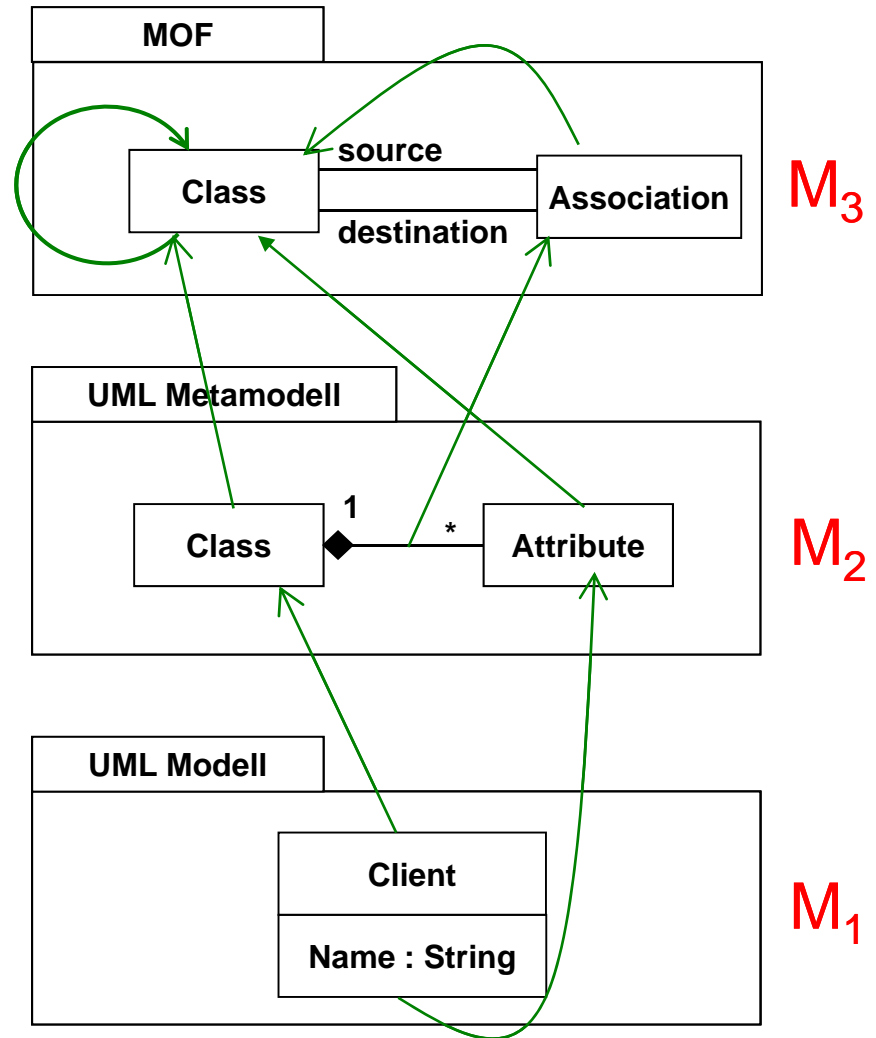 MOF
source
Class
Association
destination
M3
UML Metamodell
1
*
Class
Attribute
M2
UML Modell
Client
Name : String
M1